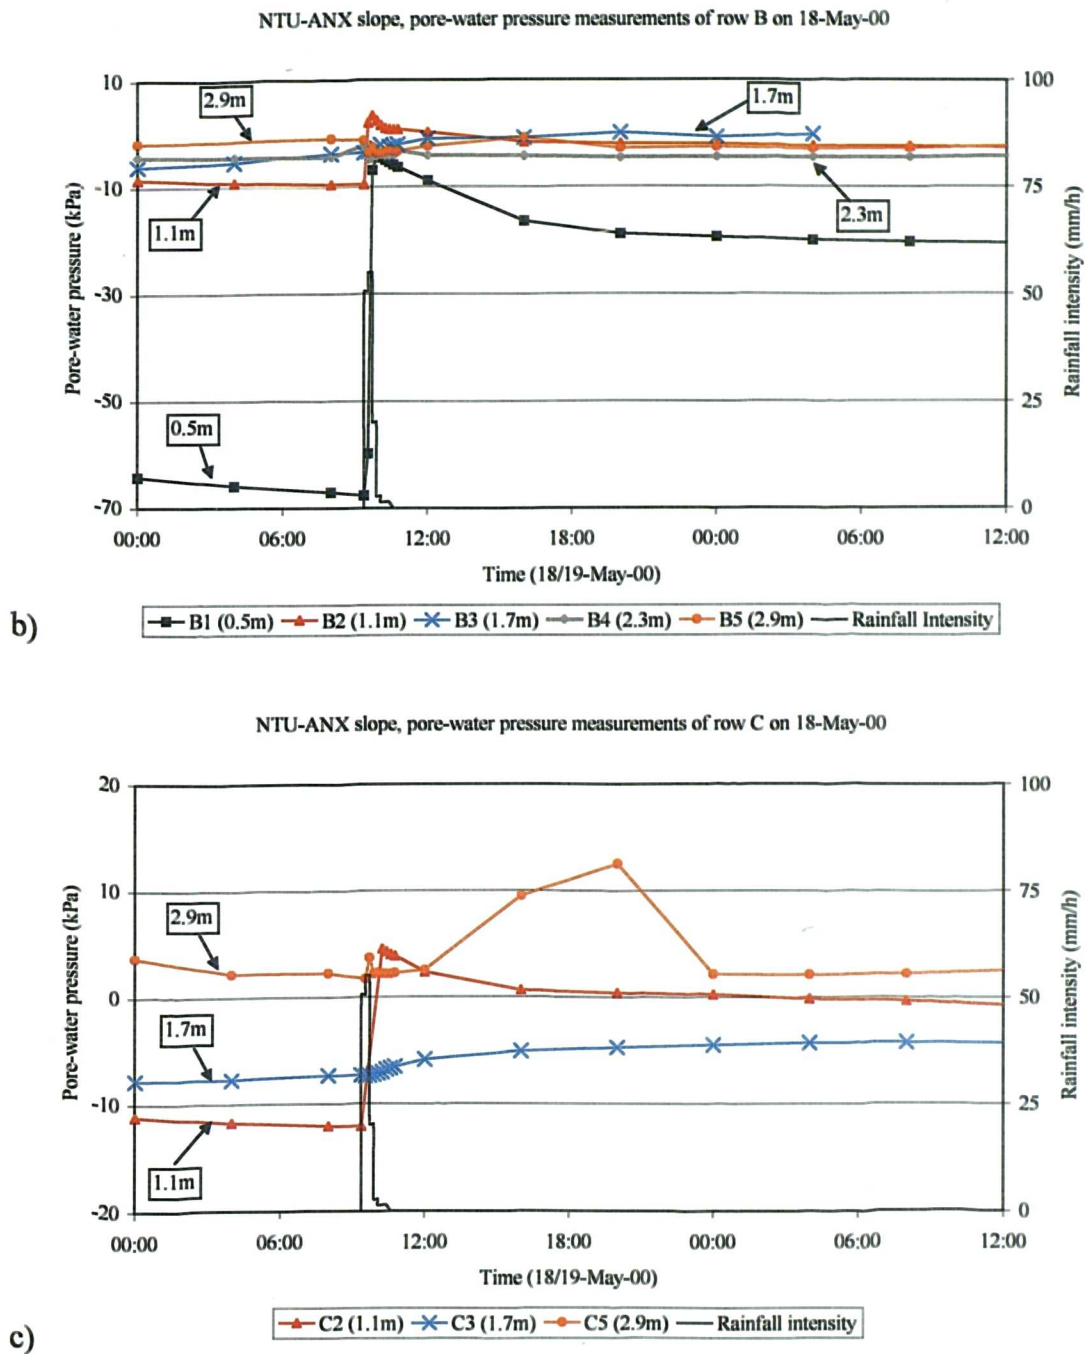 NTU-ANX slope, pore-water pressure measurements of row B on 18-May-00
10
-10
-30
-50
-70
Pore-water pressure (kPa)
100
75
50
25
0
Rainfall intensity (mm/h)
2.9m
1.7m
1.1m
2.3m
0.5m
00:00 06:00 12:00 18:00 00:00 06:00 12:00
Time (18/19-May-00)
b)
B1 (0.5m) B2 (1.1m) B3 (1.7m) B4 (2.3m) B5 (2.9m) Rainfall Intensity
NTU-ANX slope, pore-water pressure measurements of row C on 18-May-00
20
10
0
-10
-20
Pore-water pressure (kPa)
100
75
50
25
0
Rainfall intensity (mm/h)
2.9m
1.7m
1.1m
00:00 06:00 12:00 18:00 00:00 06:00 12:00
Time (18/19-May-00)
c)
C2 (1.1m) C3 (1.7m) C5 (2.9m) Rainfall intensity